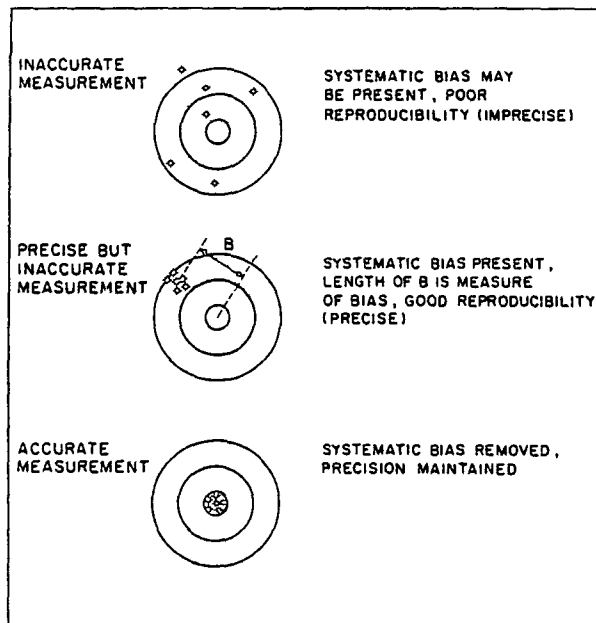 INACCURATE
MEASUREMENT
SYSTEMATIC BIAS MAY
BE PRESENT, POOR
REPRODUCIBILITY (IMPRECISE)
PRECISE BUT
INACCURATE
MEASUREMENT
B
SYSTEMATIC BIAS PRESENT,
LENGTH OF B IS MEASURE
OF BIAS, GOOD REPRODUCIBILITY
(PRECISE)
ACCURATE
MEASUREMENT
SYSTEMATIC BIAS REMOVED,
PRECISION MAINTAINED